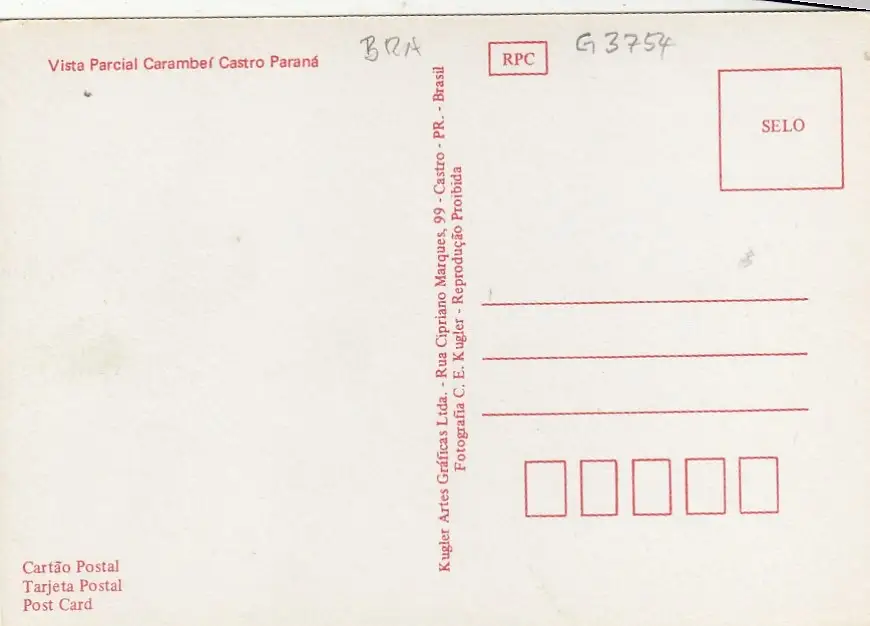 Vista Parcial Carambeí Castro Paraná
BRA
RPC
G3754
SELO
Kugler Artes Gráficas Ltda. - Rua Cipriano Marques, 99 - Castro - PR. - Brasil
Fotografia C. E. Kugler - Reprodução Proibida
Cartão Postal
Tarjeta Postal
Post Card